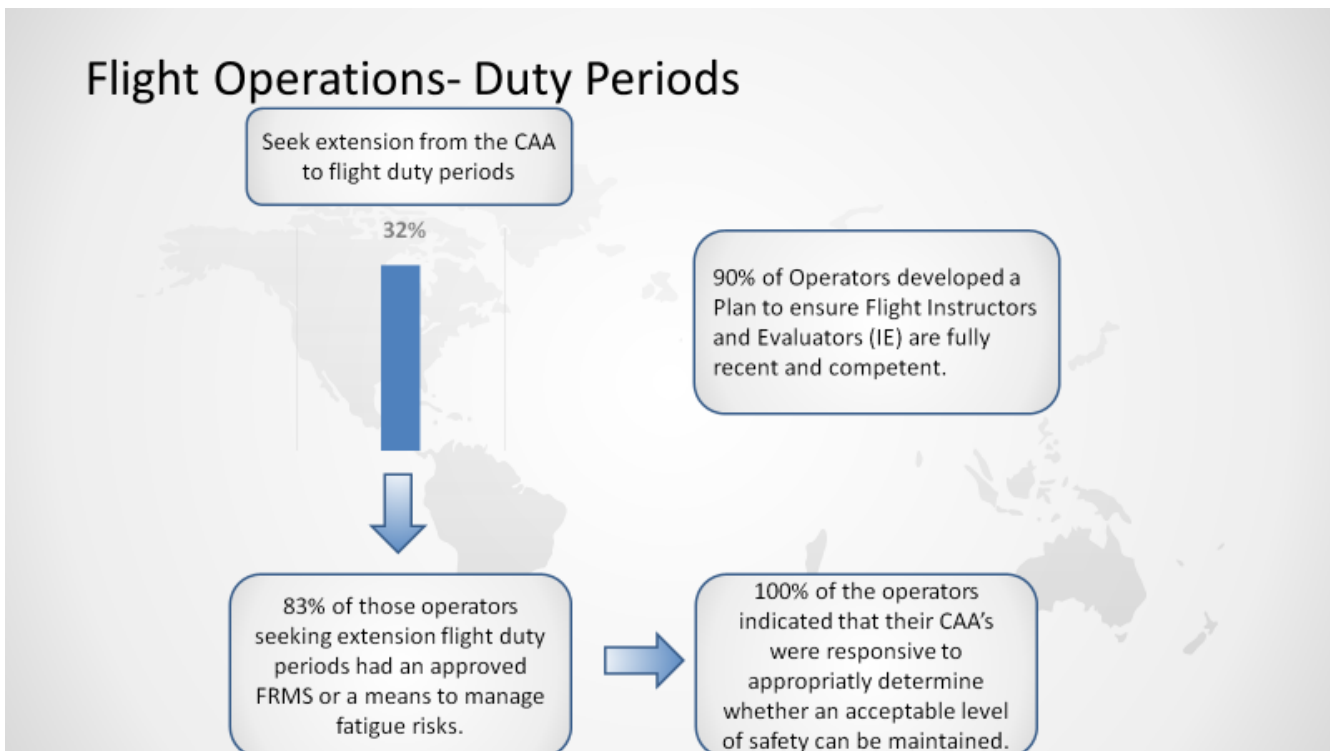 Flight Operations- Duty Periods
Seek extension from the CAA
to flight duty periods
32%
90% of Operators developed a
Plan to ensure Flight Instructors
and Evaluators (IE) are fully
recent and competent.
83% of those operators
seeking extension flight duty
periods had an approved
FRMS or a means to manage
fatigue risks.
100% of the operators
indicated that their CAA’s
were responsive to
appropriatly determine
whether an acceptable level
of safety can be maintained.